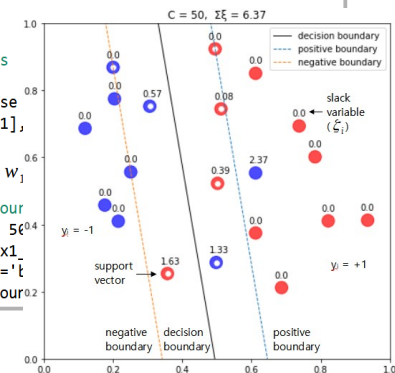 C = 50, Σξ = 6.37
decision boundary
positive boundary
negative boundary
s
se
1],
w₁
our
50
x1_
='b
our
1.0
0.8
0.6
0.4
0.2
0.0
0.0 0.2 0.4 0.6 0.8 1.0
0.0
0.0
0.0
0.0
0.57
0.08
0.0
0.0
slack
variable
(ξᵢ)
0.0
0.0
0.0
0.39
2.37
0.0
0.0
0.0
0.0
0.0
0.0
yᵢ = -1
1.63
1.33
0.0
yᵢ = +1
support
vector
negative
boundary
decision
boundary
positive
boundary